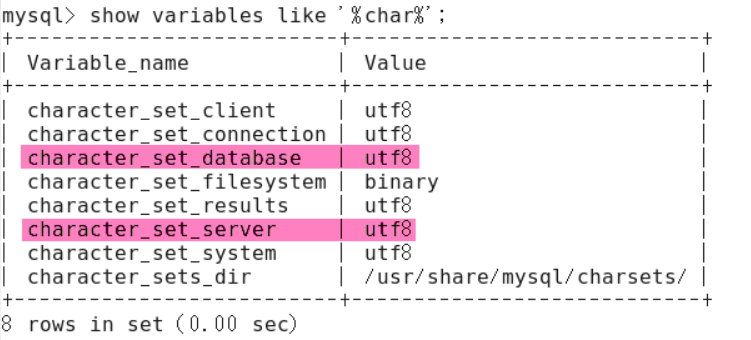 mysql> show variables like '%char%';
+--------------------------+----------------------------+
| Variable_name            | Value                      |
+--------------------------+----------------------------+
| character_set_client     | utf8                       |
| character_set_connection | utf8                       |
| character_set_database   | utf8                       |
| character_set_filesystem | binary                     |
| character_set_results    | utf8                       |
| character_set_server     | utf8                       |
| character_set_system     | utf8                       |
| character_sets_dir       | /usr/share/mysql/charsets/ |
+--------------------------+----------------------------+
8 rows in set (0.00 sec)